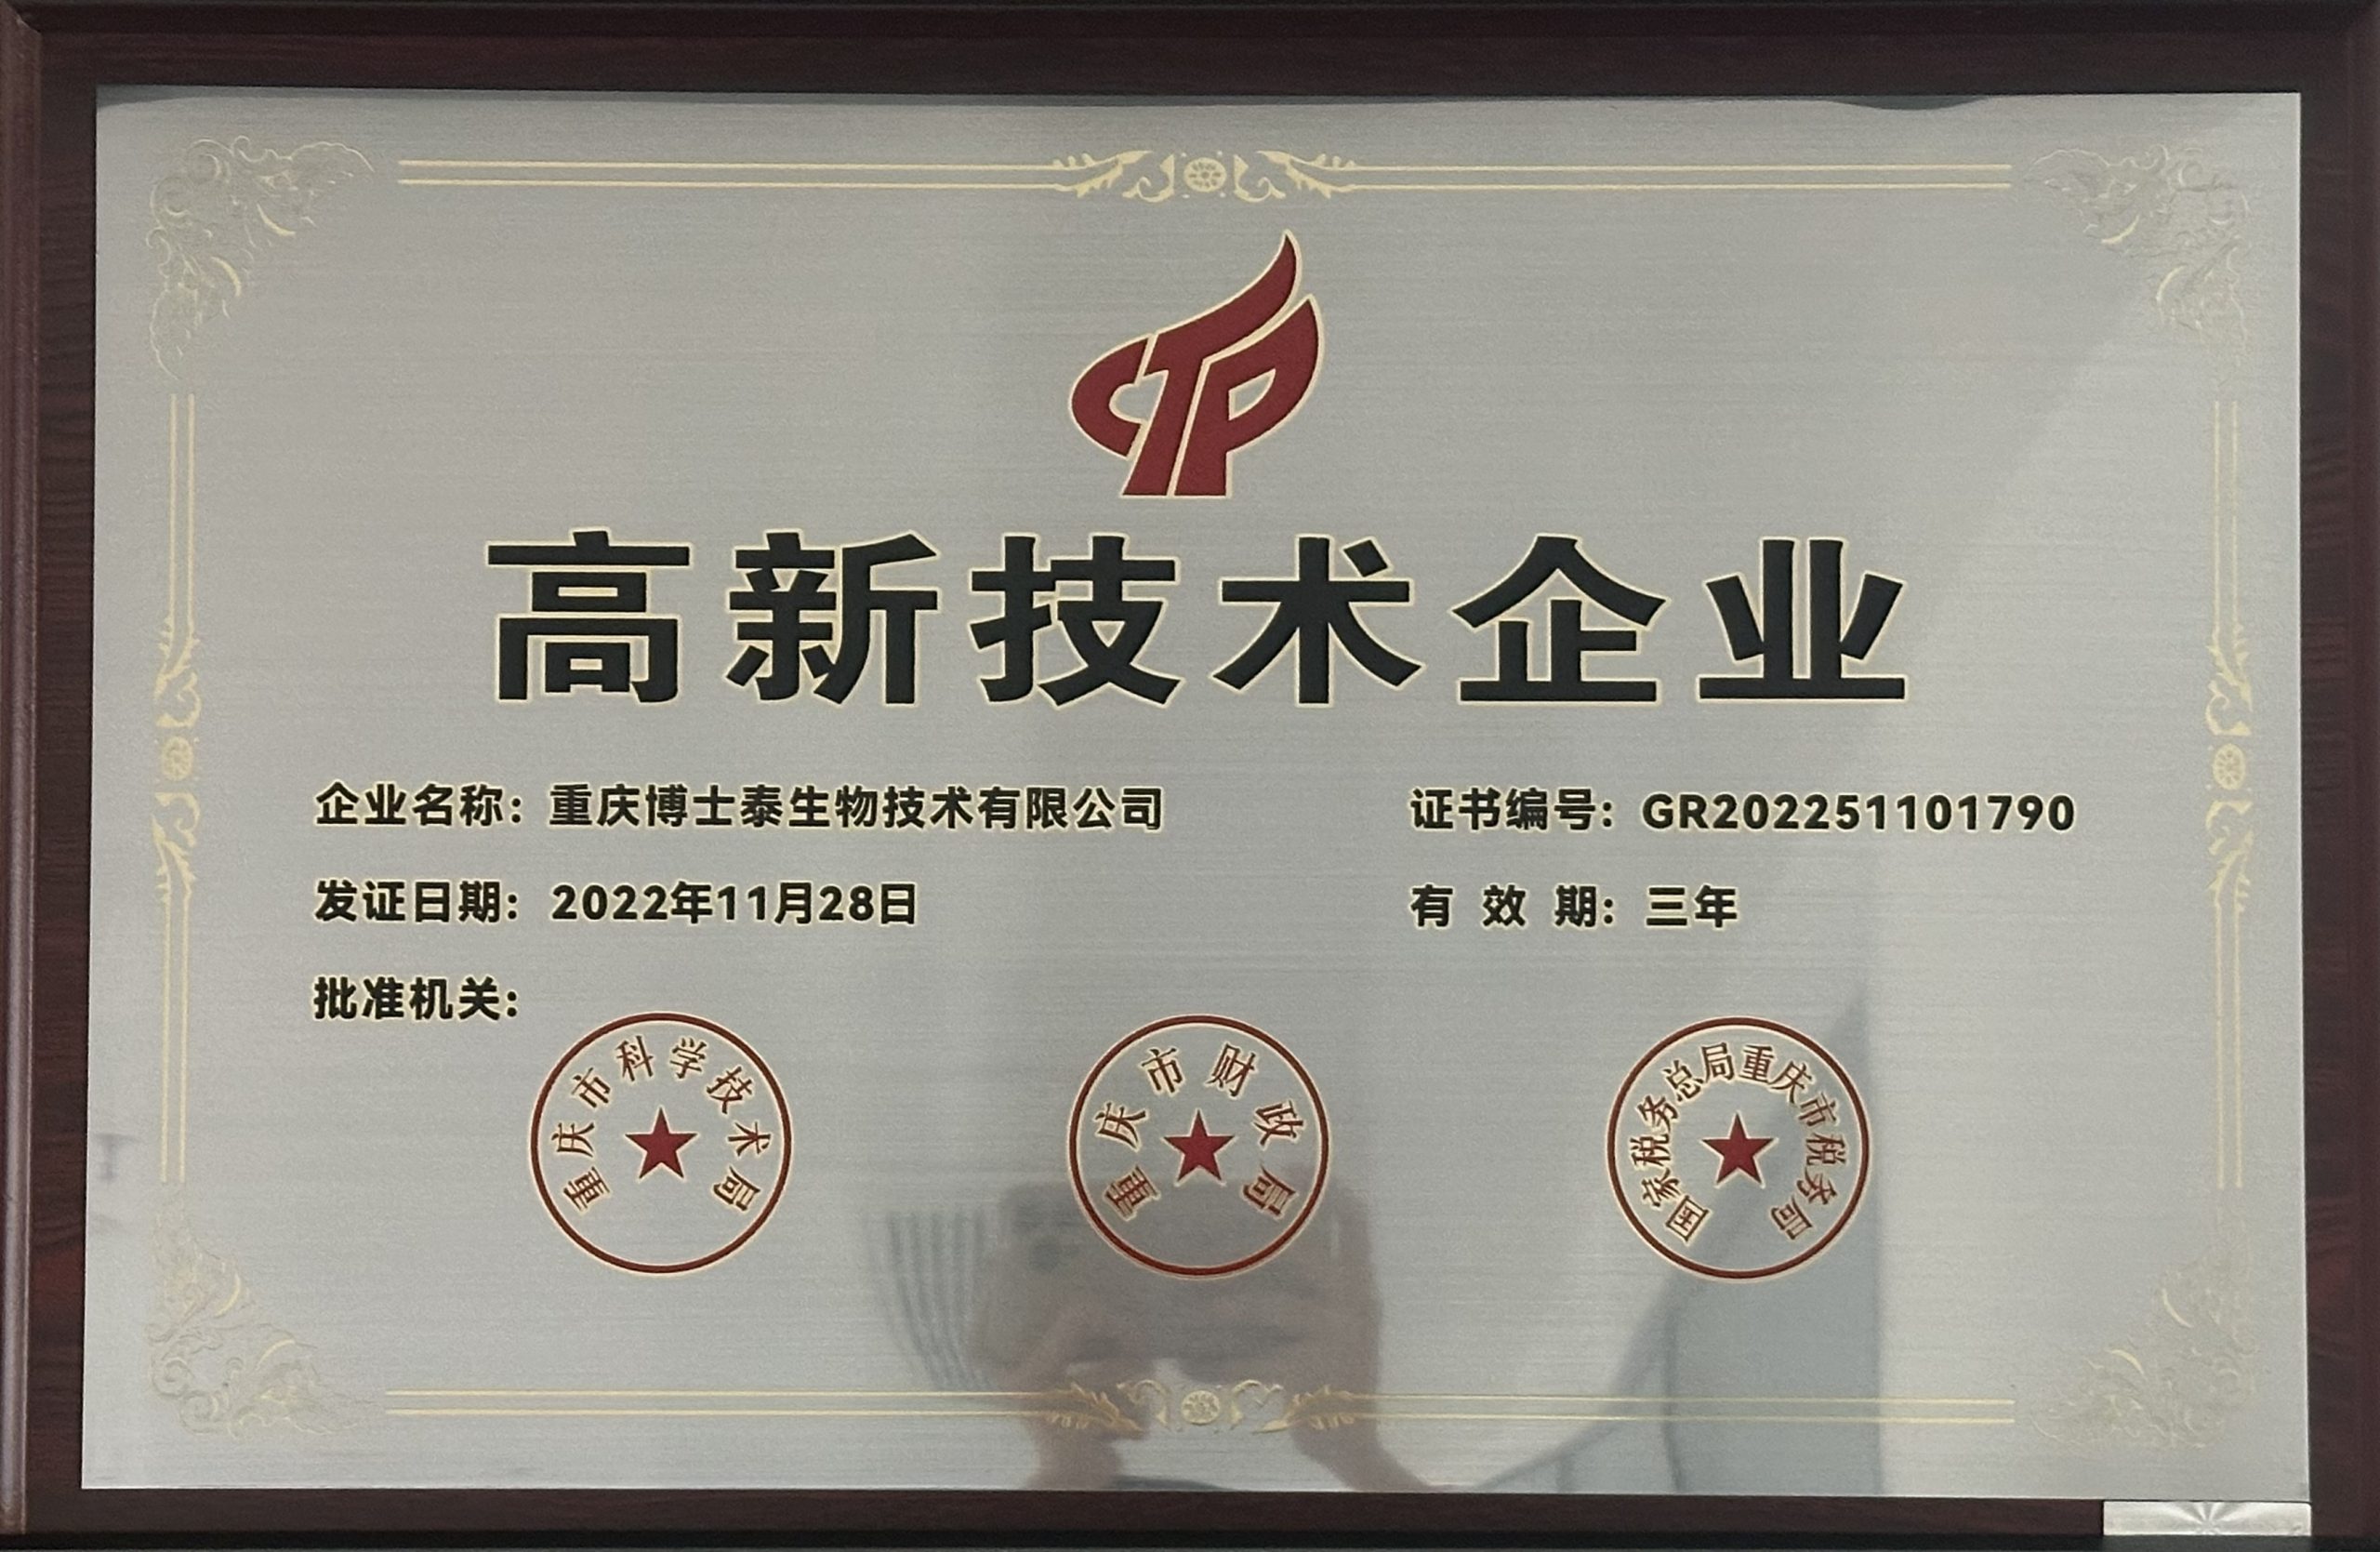 CTP
高新技术企业
企业名称：重庆博士泰生物技术有限公司
证书编号：GR202251101790
发证日期：2022年11月28日
有效期：三年
批准机关：
重庆市科学技术局
重庆市财政局
国家税务总局重庆市税务局